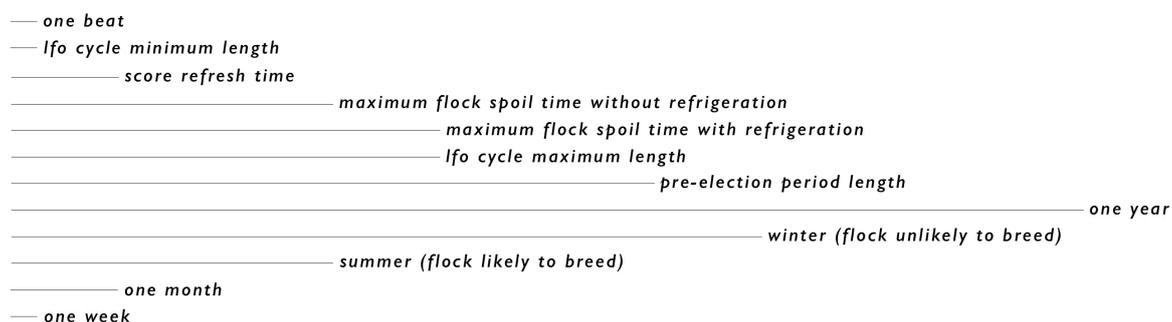 one beat
lfo cycle minimum length
score refresh time
maximum flock spoil time without refrigeration
maximum flock spoil time with refrigeration
lfo cycle maximum length
pre-election period length
one year
winter (flock unlikely to breed)
summer (flock likely to breed)
one month
one week